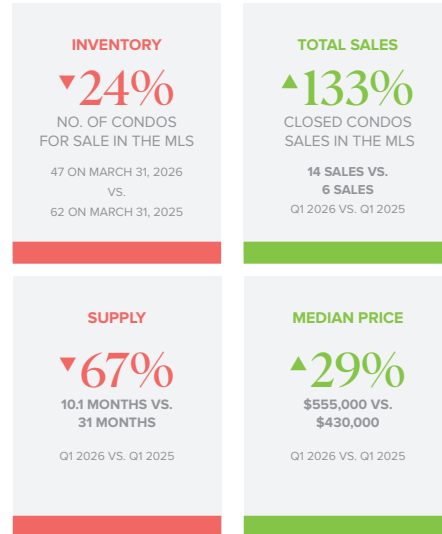 INVENTORY
▼24%
NO. OF CONDOS
FOR SALE IN THE MLS
47 ON MARCH 31, 2026
VS.
62 ON MARCH 31, 2025
TOTAL SALES
▲133%
CLOSED CONDOS
SALES IN THE MLS
14 SALES VS.
6 SALES
Q1 2026 VS. Q1 2025
SUPPLY
▼67%
10.1 MONTHS VS.
31 MONTHS
Q1 2026 VS. Q1 2025
MEDIAN PRICE
▲29%
$555,000 VS.
$430,000
Q1 2026 VS. Q1 2025